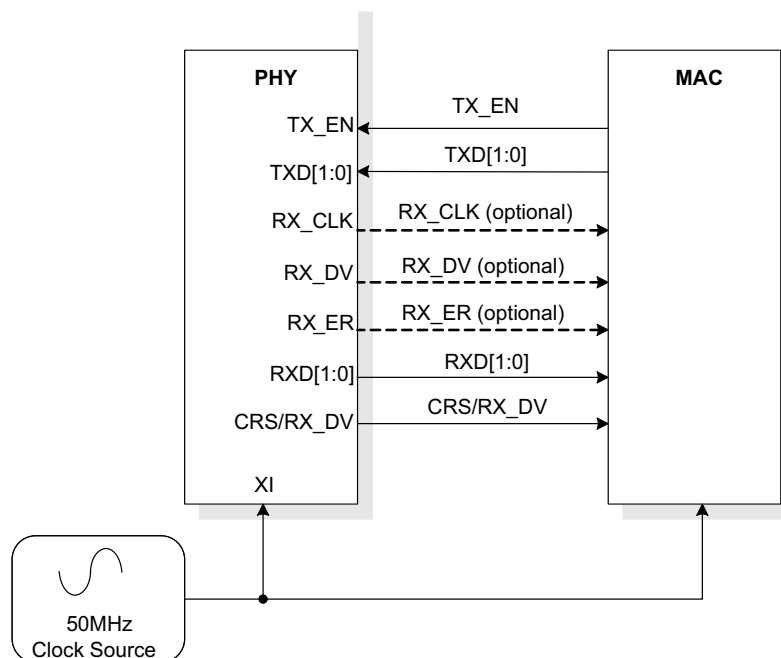 PHY
MAC
TX_EN
TX_EN
TXD[1:0]
TXD[1:0]
RX_CLK
RX_CLK (optional)
RX_DV
RX_DV (optional)
RX_ER
RX_ER (optional)
RXD[1:0]
RXD[1:0]
CRS/RX_DV
CRS/RX_DV
XI
50MHz
Clock Source